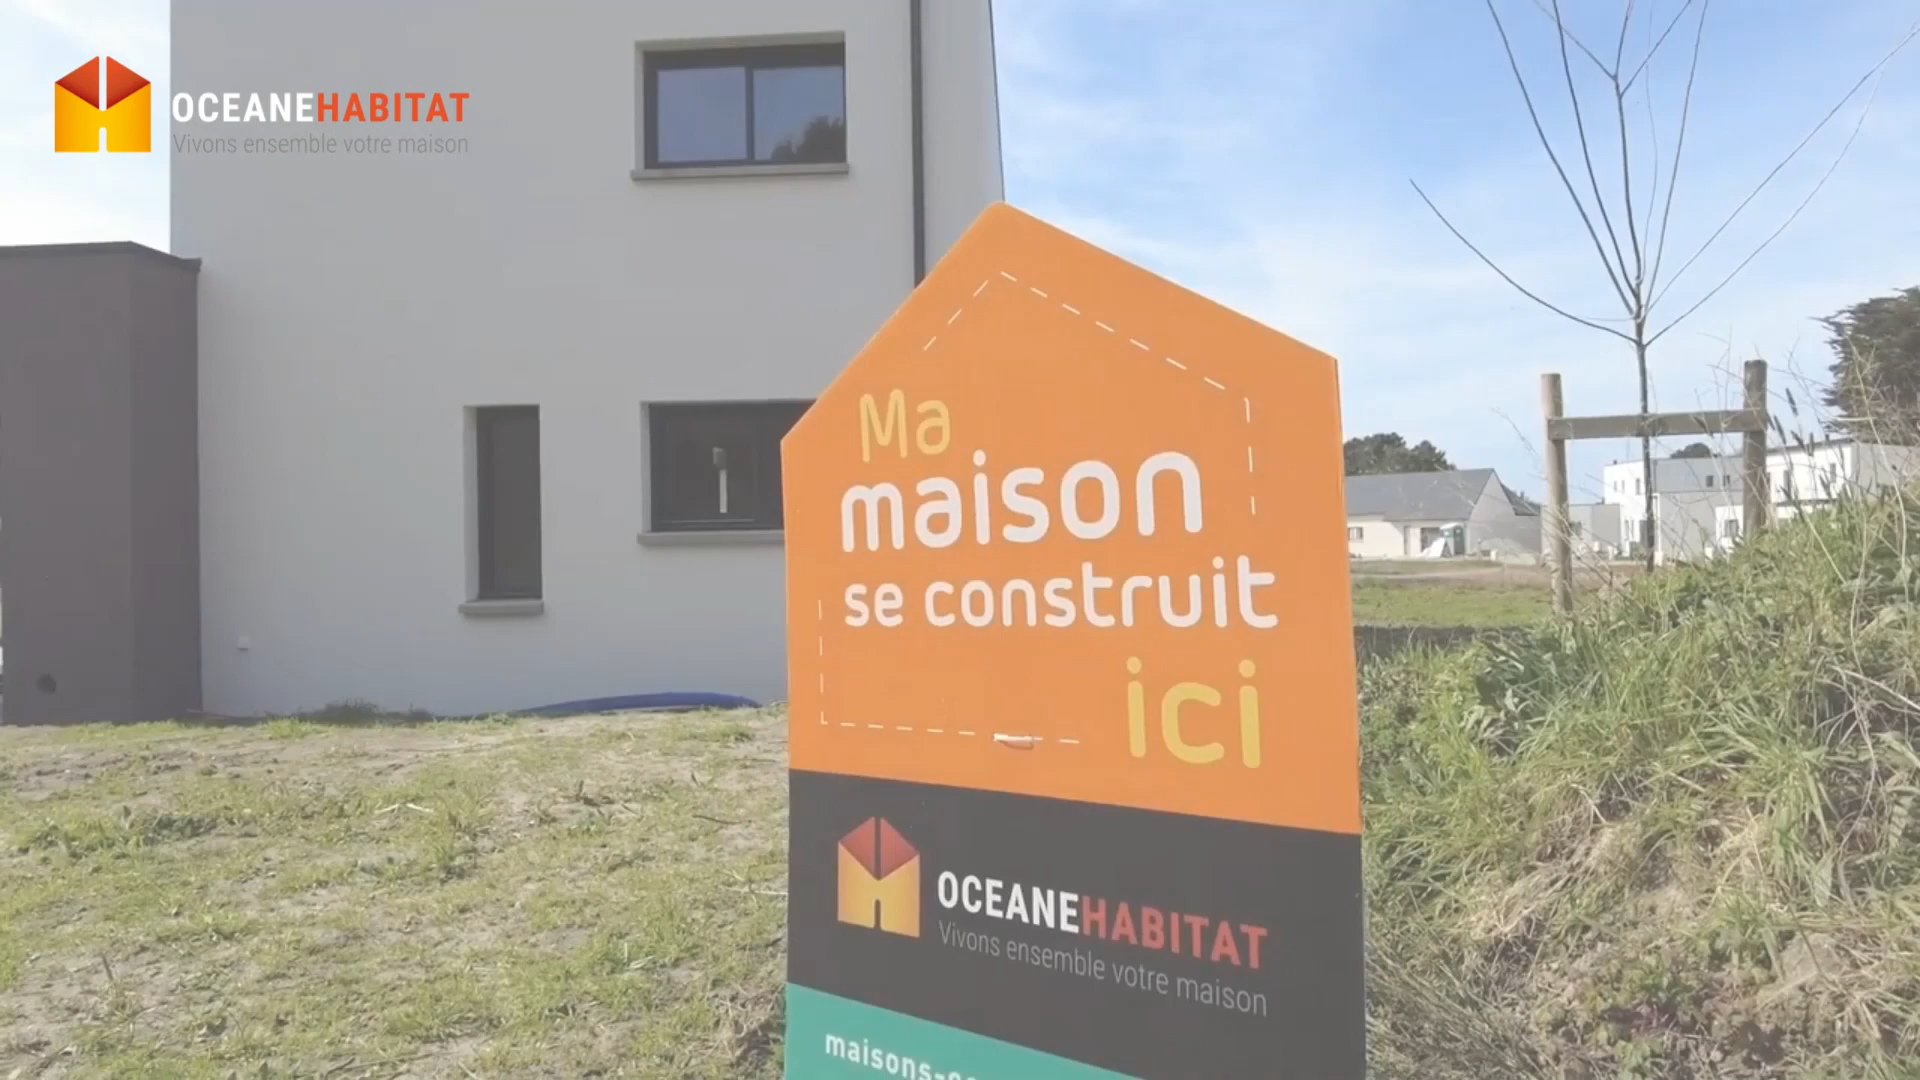 OCEANEHABITAT
Vivons ensemble votre maison
Ma
maison
se construit
ici
OCEANEHABITAT
Vivons ensemble votre maison